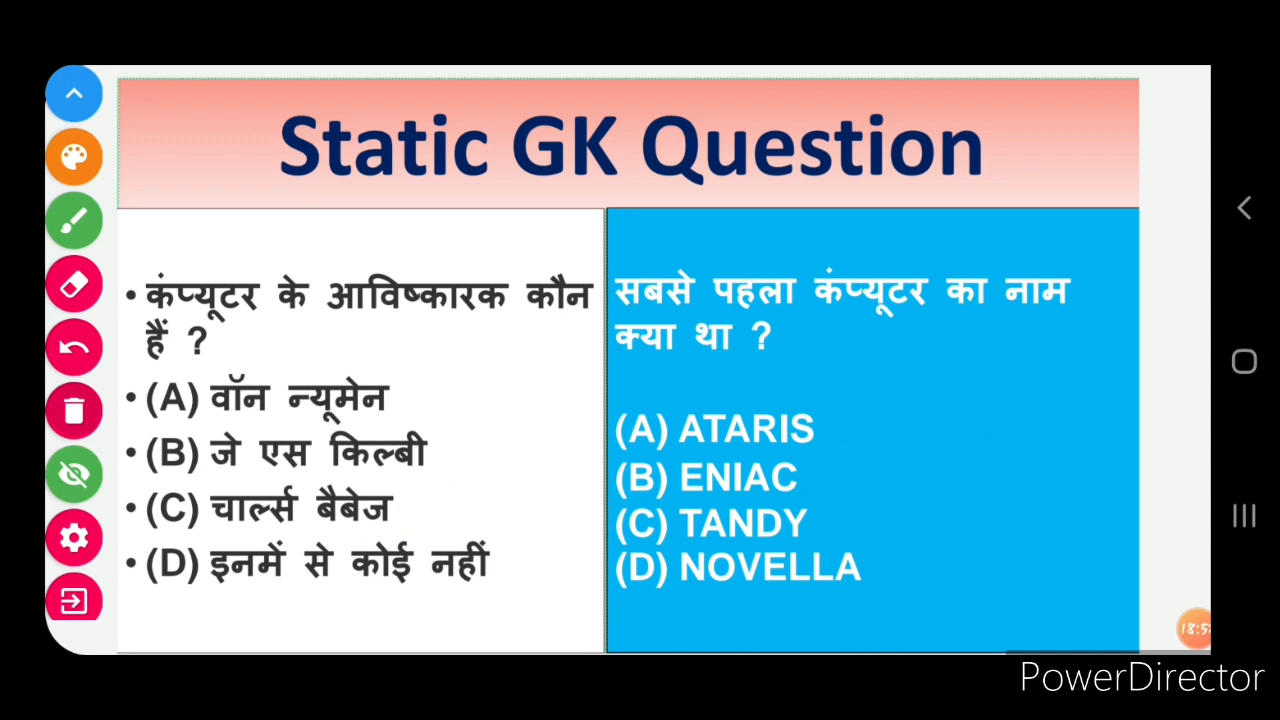 Static GK Question
• कंप्यूटर के आविष्कारक कौन
हैं ?
• (A) वॉन न्यूमेन
• (B) जे एस किल्बी
• (C) चार्ल्स बैबेज
• (D) इनमें से कोई नहीं
सबसे पहला कंप्यूटर का नाम
क्या था ?
(A) ATARIS
(B) ENIAC
(C) TANDY
(D) NOVELLA
PowerDirector